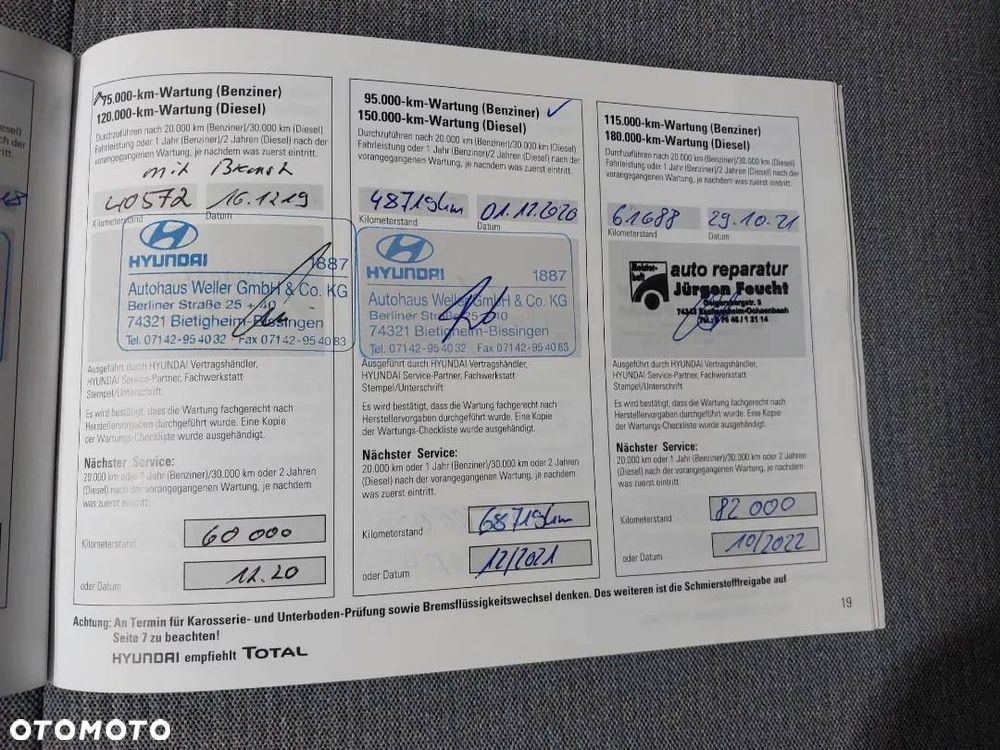 75.000-km-Wartung (Benziner)
120.000-km-Wartung (Diesel)
Durchzuführen nach 20.000 km (Benziner)/30.000 km (Diesel)
Fahrleistung oder 1 Jahr (Benziner)/2 Jahren (Diesel) nach der
vorangegangenen Wartung, je nachdem was zuerst eintritt.
mit
40572 16.1219
Kilometerstand Datum
HYUNDAI 1887
Autohaus Weller GmbH & Co. KG
Berliner Straße 25 + 40
74321 Bietigheim-Bissingen
Tel. 07142-954032 Fax 07142-954083
Ausgeführt durch HYUNDAI Vertragshändler,
HYUNDAI Service-Partner, Fachwerkstatt
Stempel/Unterschrift
Es wird bestätigt, dass die Wartung fachgerecht nach
Herstellervorgaben durchgeführt wurde. Eine Kopie
der Wartungs-Checkliste wurde ausgehändigt.
Nächster Service:
20.000 km oder 1 Jahr (Benziner)/30.000 km oder 2 Jahren
(Diesel) nach der vorangegangenen Wartung, je nachdem
was zuerst eintritt.
Kilometerstand 60 000
oder Datum 12.20
95.000-km-Wartung (Benziner)
150.000-km-Wartung (Diesel)
Durchzuführen nach 20.000 km (Benziner)/30.000 km (Diesel)
Fahrleistung oder 1 Jahr (Benziner)/2 Jahren (Diesel) nach der
vorangegangenen Wartung, je nachdem was zuerst eintritt.
48719km 01.12.2020
Kilometerstand Datum
HYUNDAI 1887
Autohaus Weller GmbH & Co. KG
Berliner Straße 25 + 40
74321 Bietigheim-Bissingen
Tel. 07142-954032 Fax 07142-954083
Ausgeführt durch HYUNDAI Vertragshändler,
HYUNDAI Service-Partner, Fachwerkstatt
Stempel/Unterschrift
Es wird bestätigt, dass die Wartung fachgerecht nach
Herstellervorgaben durchgeführt wurde. Eine Kopie
der Wartungs-Checkliste wurde ausgehändigt.
Nächster Service:
20.000 km oder 1 Jahr (Benziner)/30.000 km oder 2 Jahren
(Diesel) nach der vorangegangenen Wartung, je nachdem
was zuerst eintritt.
Kilometerstand 68719km
oder Datum 12/2021
115.000-km-Wartung (Benziner)
180.000-km-Wartung (Diesel)
Durchzuführen nach 20.000 km (Benziner)/30.000 km (Diesel)
Fahrleistung oder 1 Jahr (Benziner)/2 Jahren (Diesel) nach der
vorangegangenen Wartung, je nachdem was zuerst eintritt.
61688 29.10.21
Kilometerstand Datum
Meister-
haft
auto reparatur
Jürgen Feucht
Ausgeführt durch HYUNDAI Vertragshändler,
HYUNDAI Service-Partner, Fachwerkstatt
Stempel/Unterschrift
Es wird bestätigt, dass die Wartung fachgerecht nach
Herstellervorgaben durchgeführt wurde. Eine Kopie
der Wartungs-Checkliste wurde ausgehändigt.
Nächster Service:
20.000 km oder 1 Jahr (Benziner)/30.000 km oder 2 Jahren
(Diesel) nach der vorangegangenen Wartung, je nachdem
was zuerst eintritt.
Kilometerstand 82 000
oder Datum 10/2022
Achtung: An Termin für Karosserie- und Unterboden-Prüfung sowie Bremsflüssigkeitswechsel denken. Des weiteren ist die Schmierstofffreigabe auf
Seite 7 zu beachten!
HYUNDAI empfiehlt TOTAL
19
OTOMOTO